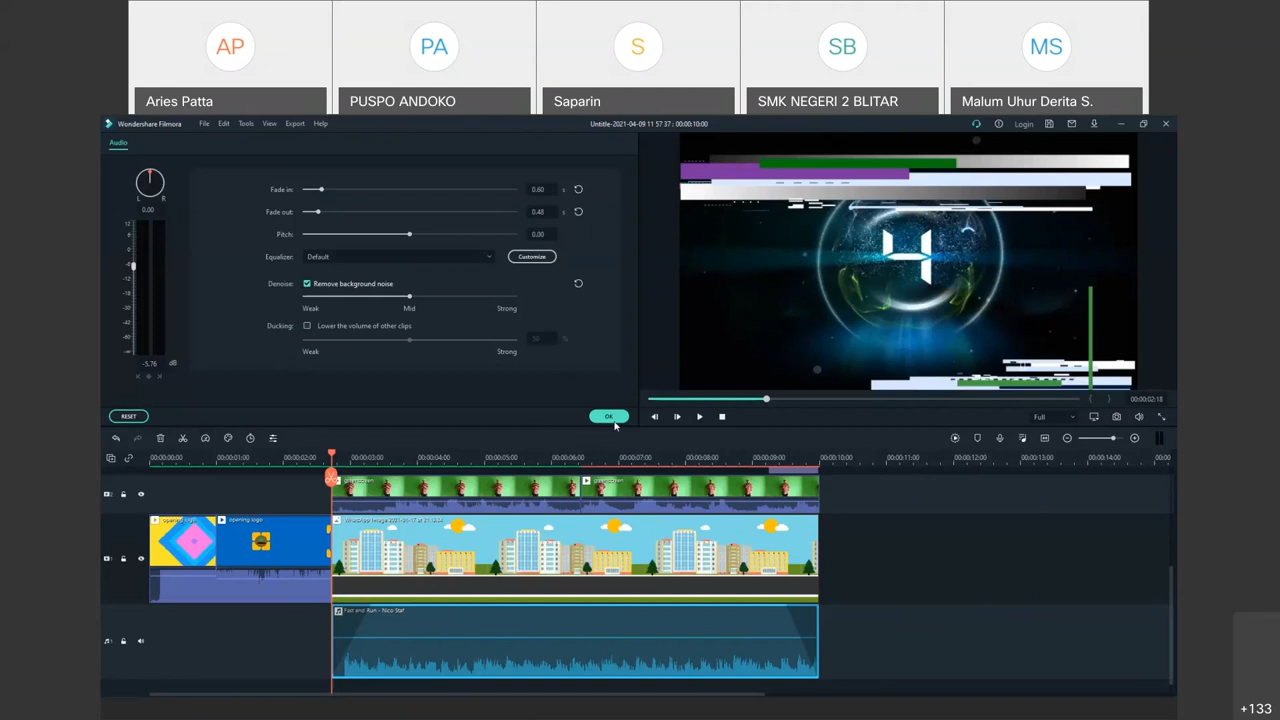 AP
PA
S
SB
MS
Aries Patta
PUSPO ANDOKO
Saparin
SMK NEGERI 2 BLITAR
Malum Uhur Derita S.
Wondershare Filmora
File Edit Tools View Export Help
Untitle-2021-04-09 11 57 37 : 00:00:10:00
Login
Audio
L R
0.00
Fade in: 0.60 s
Fade out: 0.48 s
Pitch: 0.00
Equalizer: Default Customize
Denoise: Remove background noise
Weak Mid Strong
Ducking: Lower the volume of other clips
50 %
Weak Strong
-5.76 dB
4
RESET
OK
00:00:02:18
Full
00:00:00:00 00:00:01:00 00:00:02:00 00:00:03:00 00:00:04:00 00:00:05:00 00:00:06:00 00:00:07:00 00:00:08:00 00:00:09:00 00:00:10:00 00:00:11:00 00:00:12:00 00:00:13:00 00:00
greenscreen
greenscreen
opening logo
opening logo
Fast and Run - Nico Staf
+133